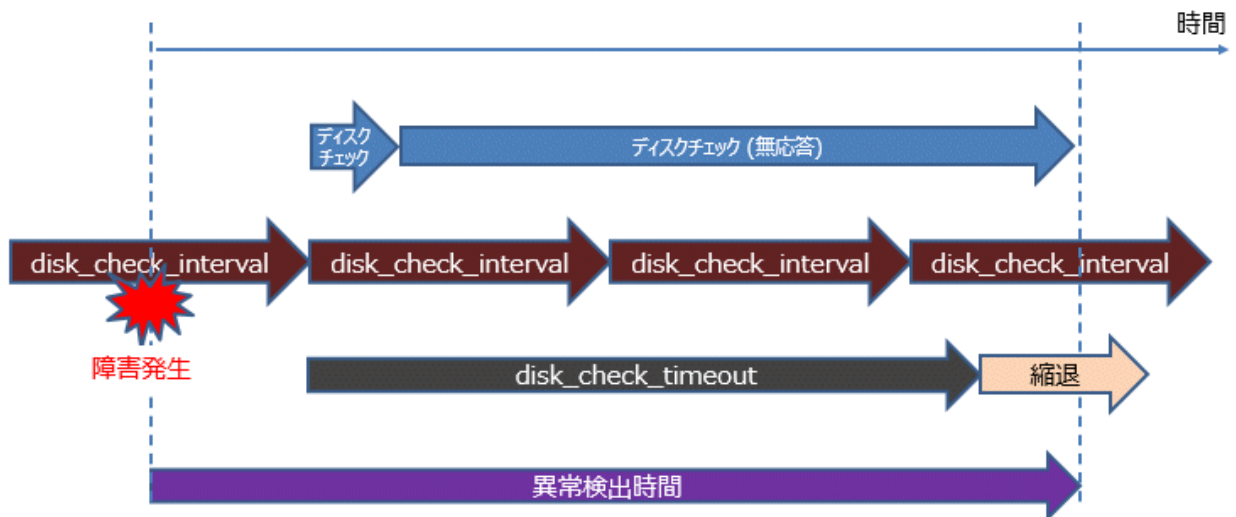 時間
ディスク
チェック
ディスクチェック (無応答)
disk_check_interval
disk_check_interval
disk_check_interval
disk_check_interval
障害発生
disk_check_timeout
縮退
異常検出時間